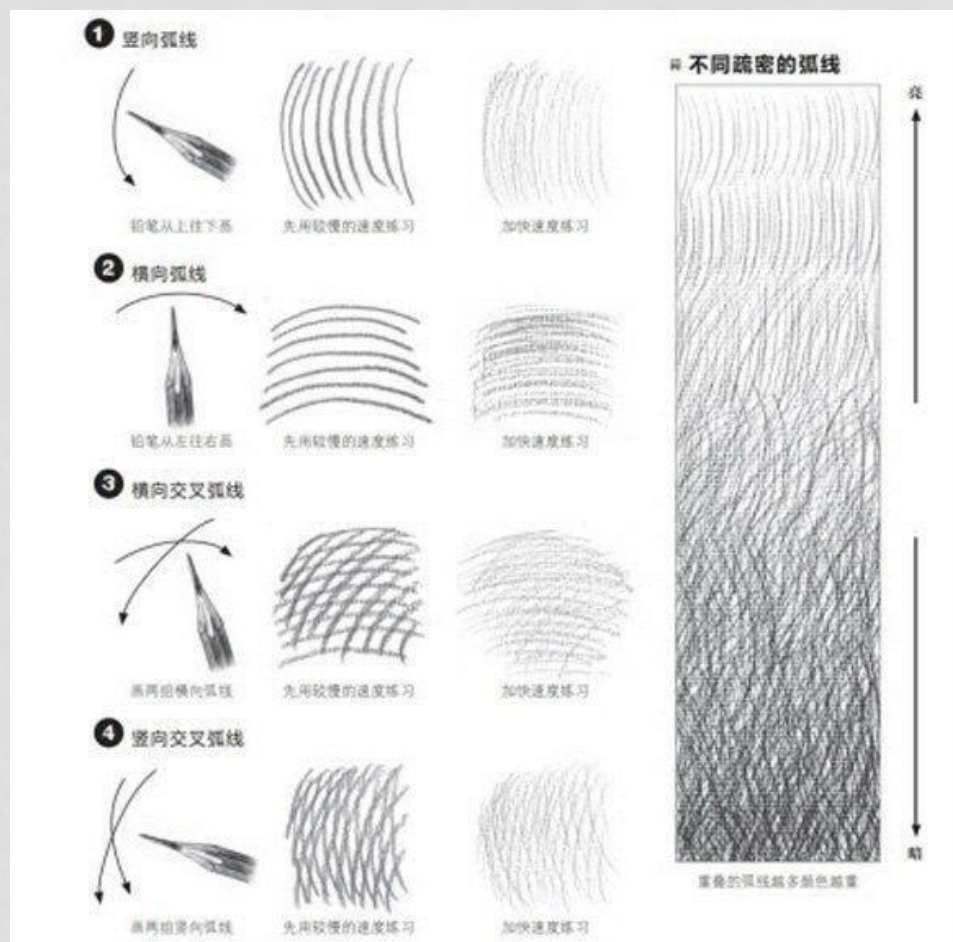 1 竖向弧线
铅笔从上往下画
先用较慢的速度练习
加快速度练习
2 横向弧线
铅笔从左往右画
先用较慢的速度练习
加快速度练习
3 横向交叉弧线
画两组横向弧线
先用较慢的速度练习
加快速度练习
4 竖向交叉弧线
画两组竖向弧线
先用较慢的速度练习
加快速度练习
不同疏密的弧线
亮
暗
重叠的弧线越多颜色越重